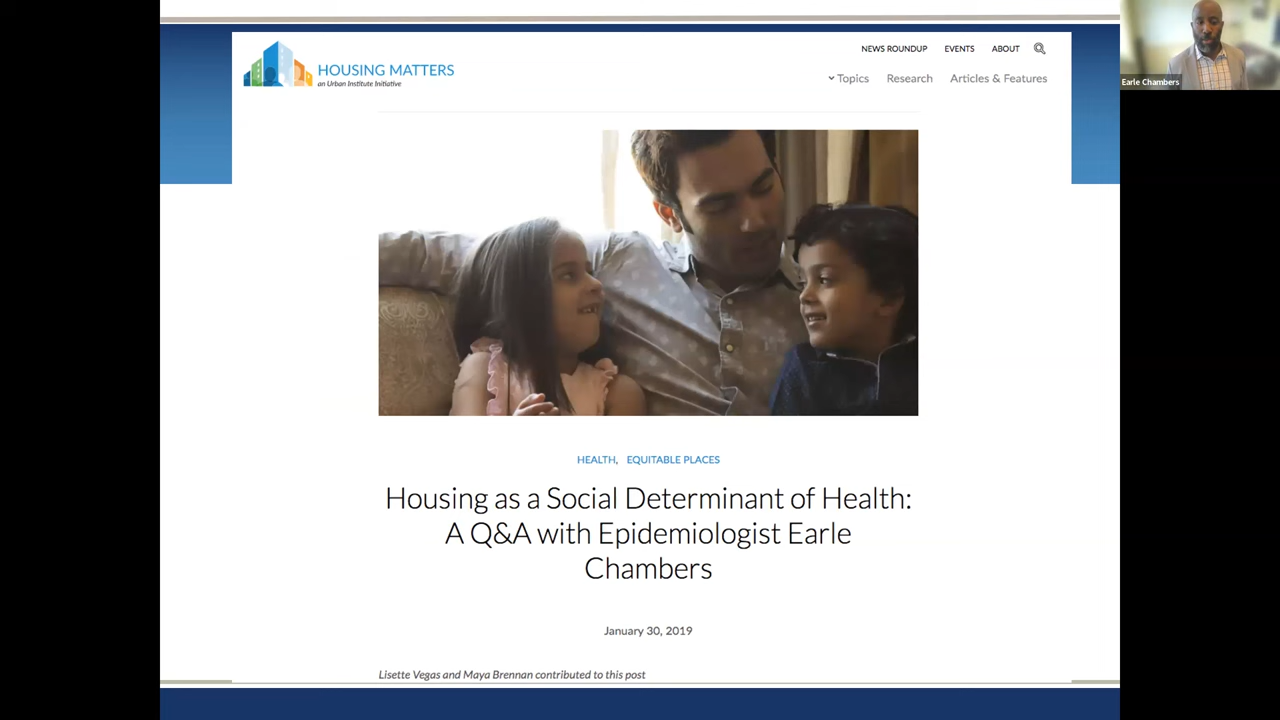 NEWS ROUNDUP EVENTS ABOUT
HOUSING MATTERS
an Urban Institute Initiative
Topics Research Articles & Features
Earle Chambers
HEALTH, EQUITABLE PLACES
Housing as a Social Determinant of Health:
A Q&A with Epidemiologist Earle
Chambers
January 30, 2019
Lisette Vegas and Maya Brennan contributed to this post